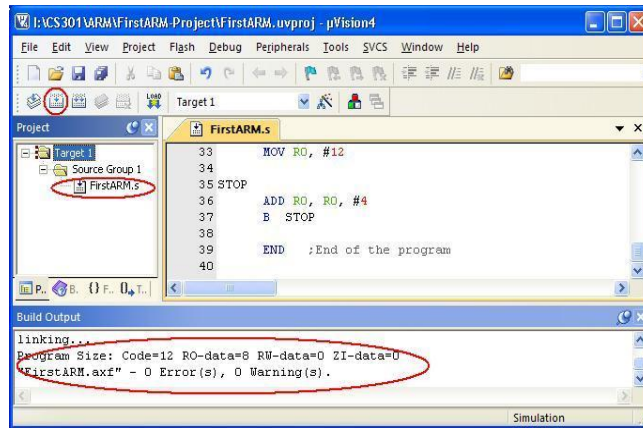 I:\CS301\ARM\FirstARM-Project\FirstARM.uvproj - µVision4
File Edit View Project Flash Debug Peripherals Tools SVCS Window Help
LOAD Target 1
Project
FirstARM.s
Target 1
Source Group 1
FirstARM.s
33 MOV R0, #12
34
35 STOP
36 ADD R0, R0, #4
37 B STOP
38
39 END ;End of the program
40
P.. B. {} F.. 0 T..
Build Output
linking...
Program Size: Code=12 RO-data=8 RW-data=0 ZI-data=0
"FirstARM.axf" - 0 Error(s), 0 Warning(s).
Simulation